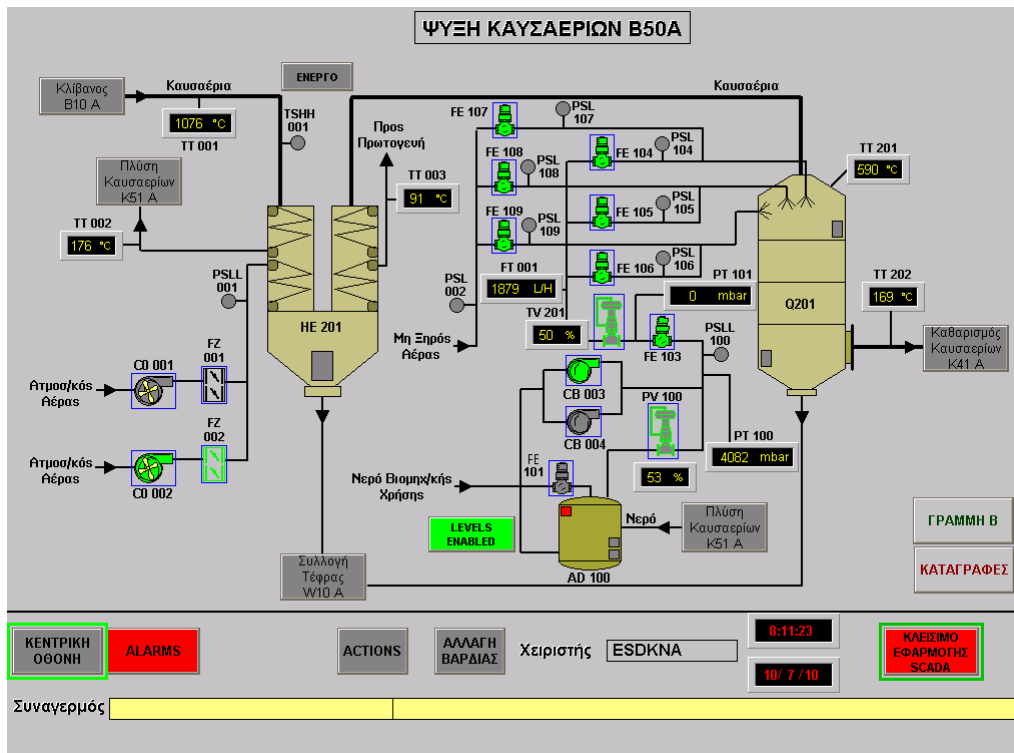 ΨΥΞΗ ΚΑΥΣΑΕΡΙΩΝ Β50Α
Κλίβανος
Β10 Α
Καυσαέρια
1076 °C
TT 001
ΕΝΕΡΓΟ
TSHH
001
Προς
Πρωτογενή
TT 003
91 °C
Πλύση
Καυσαερίων
Κ51 Α
TT 002
176 °C
PSLL
001
HE 201
FZ
001
CO 001
Ατμοσ/κός
Αέρας
FZ
002
Ατμοσ/κός
Αέρας
CO 002
Καυσαέρια
FE 107
PSL
107
FE 108
PSL
108
FE 104
PSL
104
FE 109
PSL
109
FE 105
PSL
105
FE 106
PSL
106
PSL
002
FT 001
1879 L/H
TV 201
50 %
Μη Ξηρός
Αέρας
PT 101
0 mbar
FE 103
PSLL
100
TT 201
590 °C
TT 202
169 °C
Q201
Καθαρισμός
Καυσαερίων
Κ41 Α
CB 003
CB 004
PV 100
53 %
PT 100
4082 mbar
FE
101
Νερό Βιομηχ/κής
Χρήσης
LEVELS
ENABLED
AD 100
Νερό
Πλύση
Καυσαερίων
Κ51 Α
Συλλογή
Τέφρας
W10 Α
ΓΡΑΜΜΗ Β
ΚΑΤΑΓΡΑΦΕΣ
ΚΕΝΤΡΙΚΗ
ΟΘΟΝΗ
ALARMS
ACTIONS
ΑΛΛΑΓΗ
ΒΑΡΔΙΑΣ
Χειριστής
ESDKNA
8:11:23
10/ 7 /10
ΚΛΕΙΣΙΜΟ
ΕΦΑΡΜΟΓΗΣ
SCADA
Συναγερμός